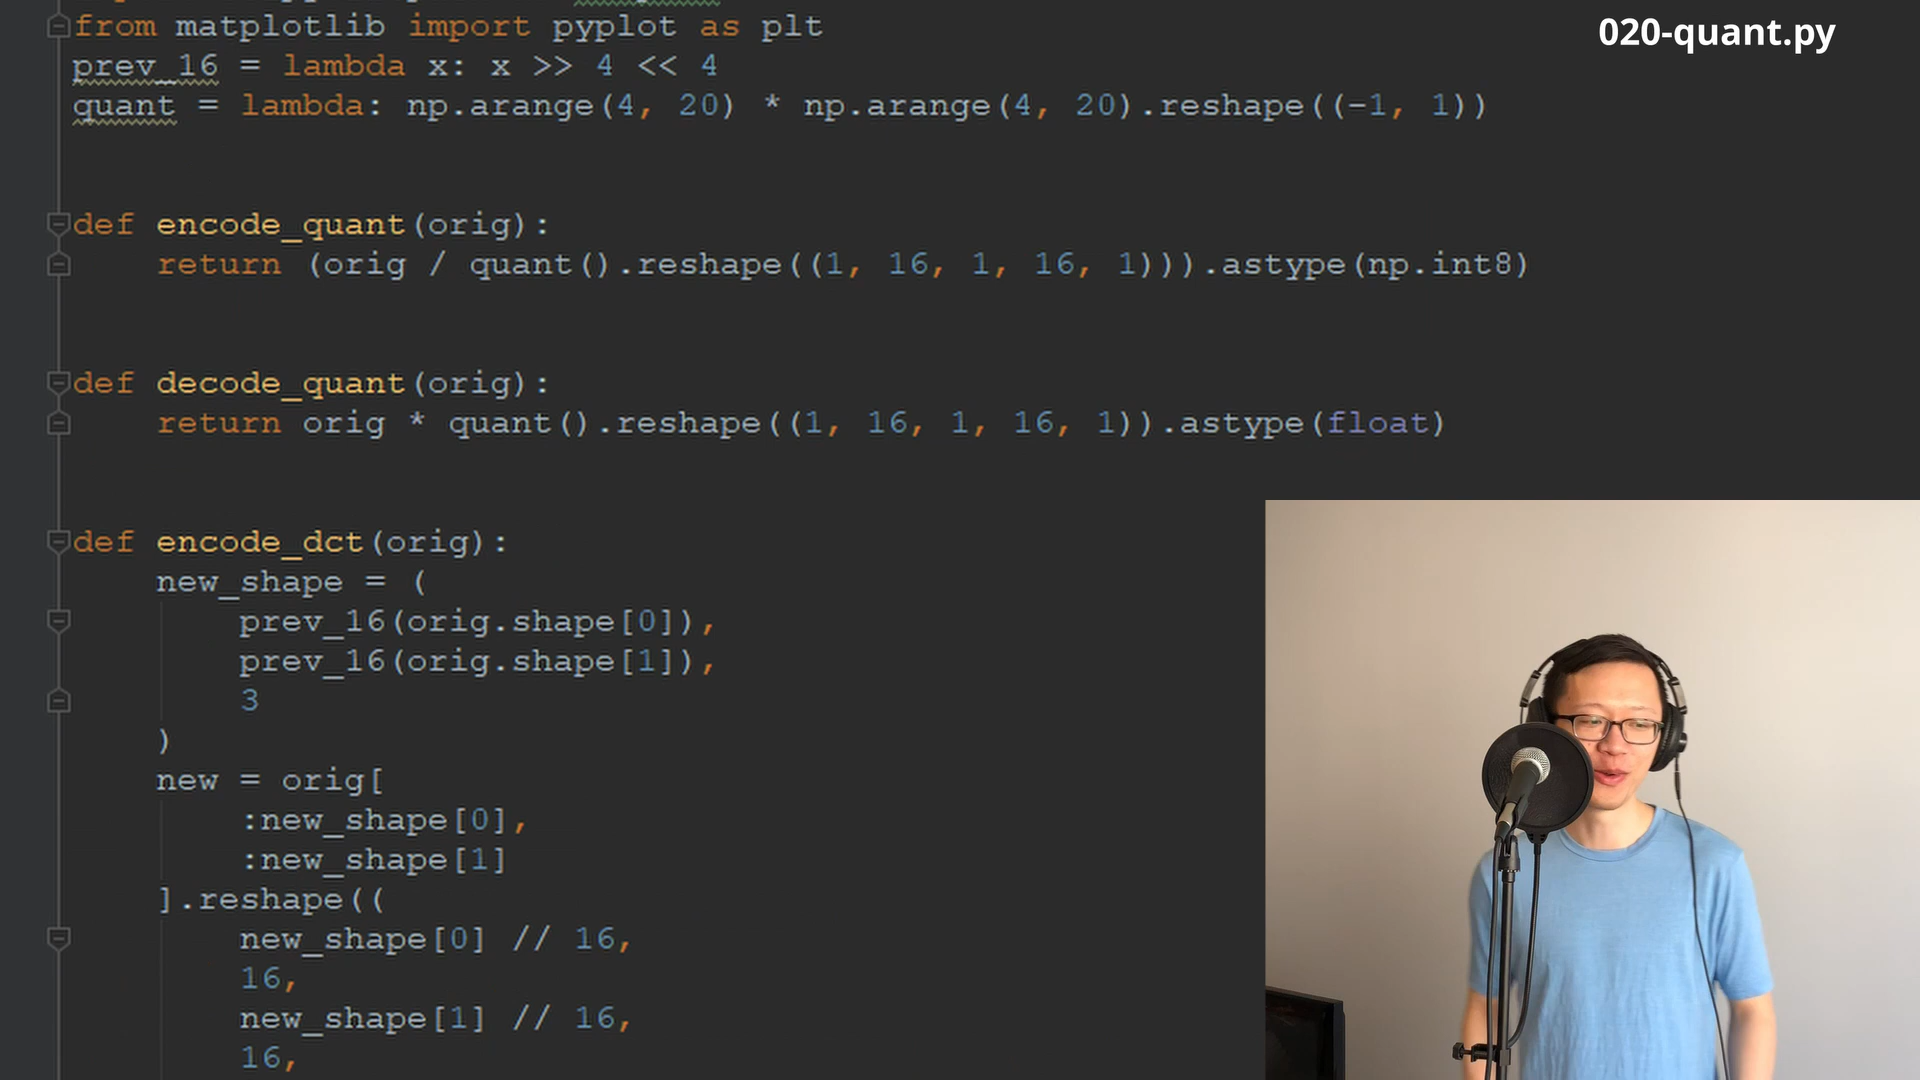 020-quant.py
from matplotlib import pyplot as plt
prev_16 = lambda x: x >> 4 << 4
quant = lambda: np.arange(4, 20) * np.arange(4, 20).reshape((-1, 1))
def encode_quant(orig):
    return (orig / quant().reshape((1, 16, 1, 16, 1))).astype(np.int8)
def decode_quant(orig):
    return orig * quant().reshape((1, 16, 1, 16, 1)).astype(float)
def encode_dct(orig):
    new_shape = (
        prev_16(orig.shape[0]),
        prev_16(orig.shape[1]),
        3
    )
    new = orig[
        :new_shape[0],
        :new_shape[1]
    ].reshape((
        new_shape[0] // 16,
        16,
        new_shape[1] // 16,
        16,